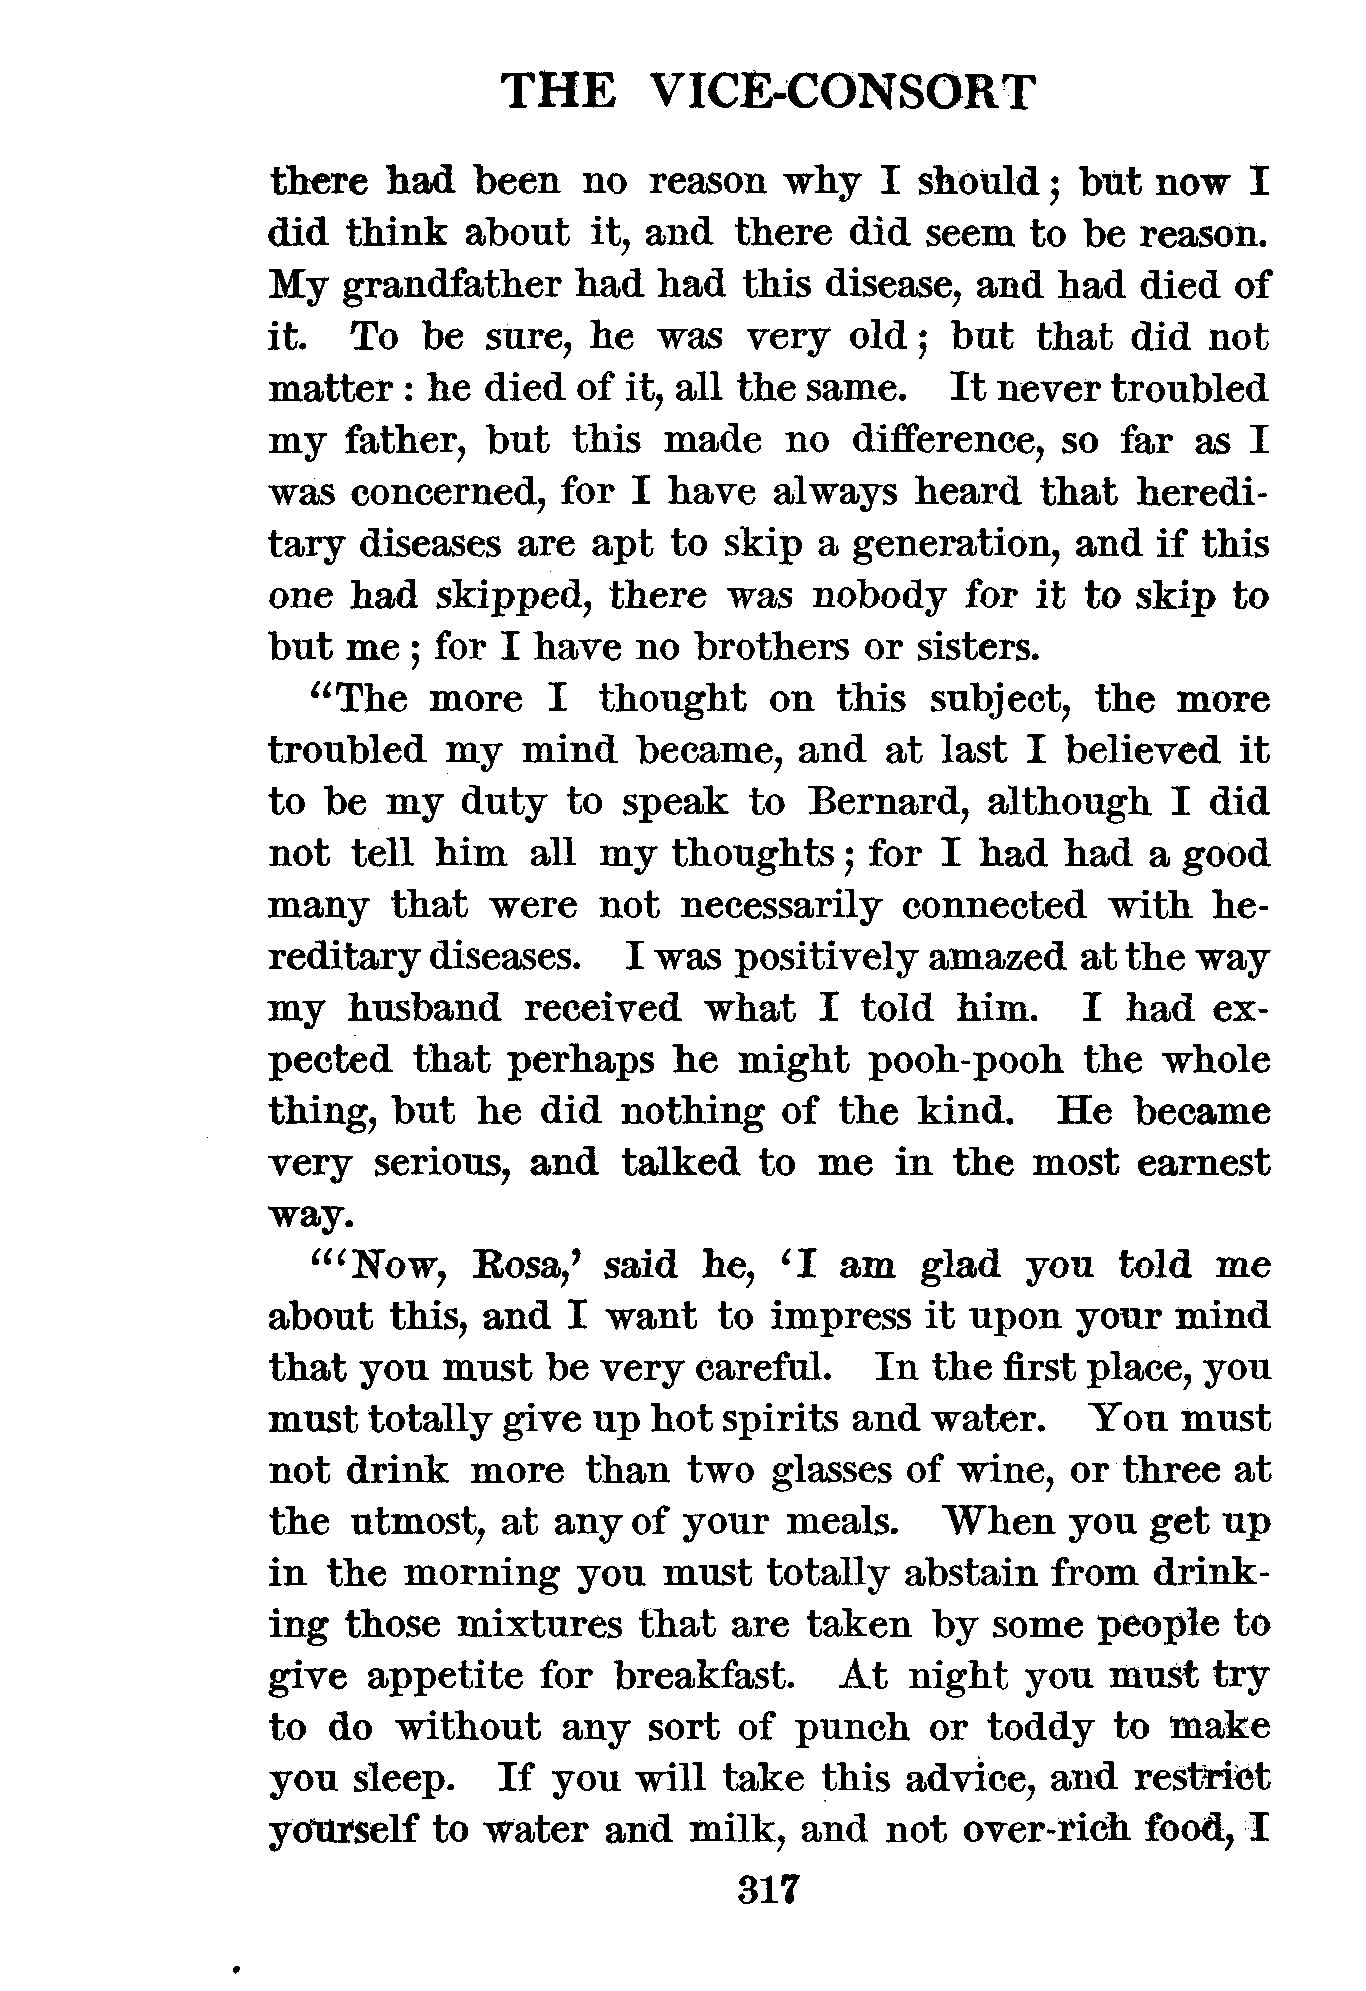 THE VICE-CONSORT
there had been no reason why I should; but now I
did think about it, and there did seem to be reason.
My grandfather had had this disease, and had died of
it. To be sure, he was very old; but that did not
matter: he died of it, all the same. It never troubled
my father, but this made no difference, so far as I
was concerned, for I have always heard that heredi-
tary diseases are apt to skip a generation, and if this
one had skipped, there was nobody for it to skip to
but me; for I have no brothers or sisters.
"The more I thought on this subject, the more
troubled my mind became, and at last I believed it
to be my duty to speak to Bernard, although I did
not tell him all my thoughts; for I had had a good
many that were not necessarily connected with he-
reditary diseases. I was positively amazed at the way
my husband received what I told him. I had ex-
pected that perhaps he might pooh-pooh the whole
thing, but he did nothing of the kind. He became
very serious, and talked to me in the most earnest
way.
"'Now, Rosa,' said he, 'I am glad you told me
about this, and I want to impress it upon your mind
that you must be very careful. In the first place, you
must totally give up hot spirits and water. You must
not drink more than two glasses of wine, or three at
the utmost, at any of your meals. When you get up
in the morning you must totally abstain from drink-
ing those mixtures that are taken by some people to
give appetite for breakfast. At night you must try
to do without any sort of punch or toddy to make
you sleep. If you will take this advice, and restrict
yourself to water and milk, and not over-rich food, I
317